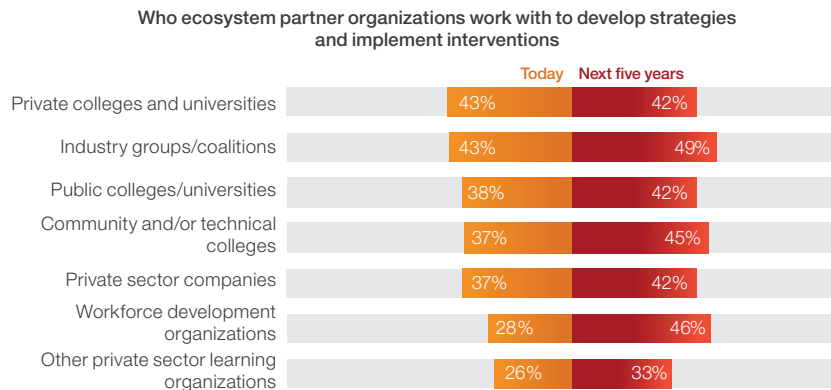 Who ecosystem partner organizations work with to develop strategies
and implement interventions
Today Next five years
Private colleges and universities 43% 42%
Industry groups/coalitions 43% 49%
Public colleges/universities 38% 42%
Community and/or technical
colleges 37% 45%
Private sector companies 37% 42%
Workforce development
organizations 28% 46%
Other private sector learning
organizations 26% 33%